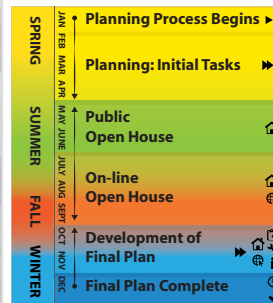 SPRING
SUMMER
FALL
WINTER
JAN
FEB
MAR
APR
MAY
JUNE
JULY
AUG
SEPT
OCT
NOV
DEC
Planning Process Begins
Planning: Initial Tasks
Public
Open House
On-line
Open House
Development of
Final Plan
Final Plan Complete